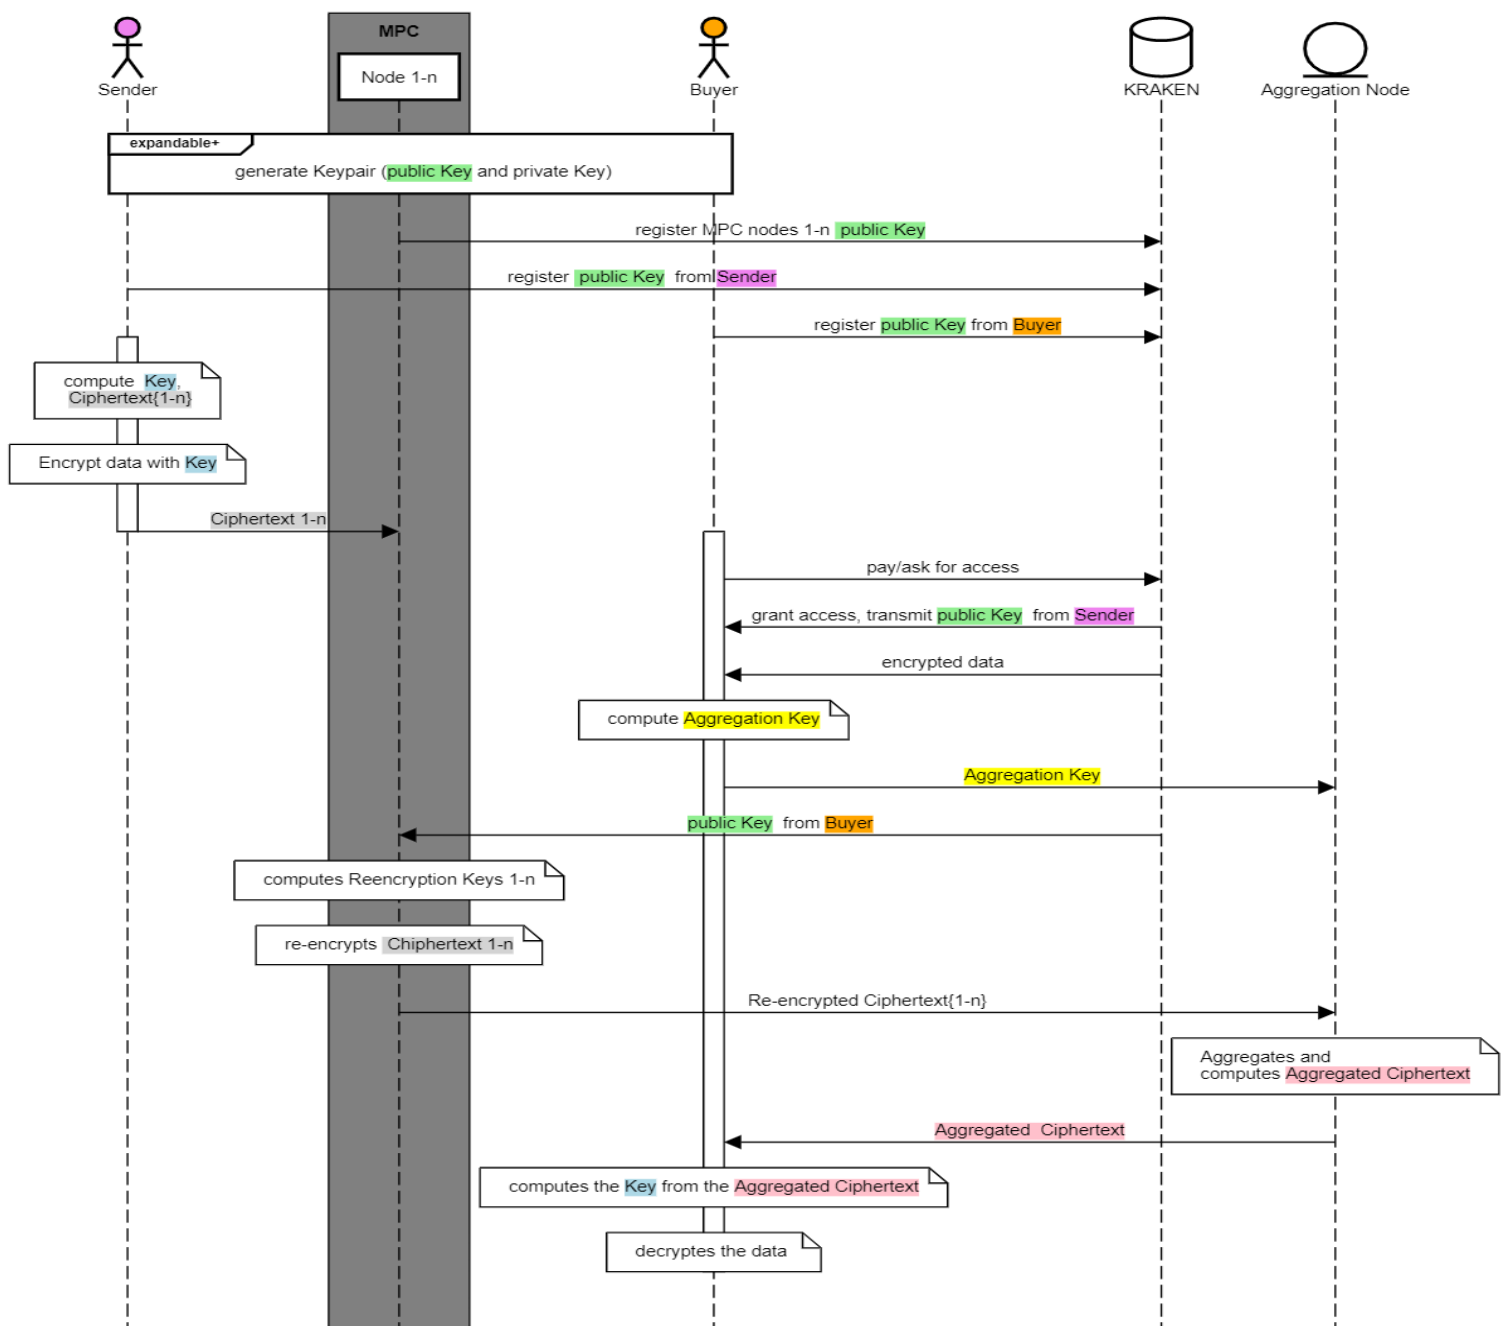 MPC
Node 1-n
Sender
Buyer
KRAKEN
Aggregation Node
expandable+
generate Keypair (public Key and private Key)
register MPC nodes 1-n public Key
register public Key from Sender
register public Key from Buyer
compute Key,
Ciphertext{1-n}
Encrypt data with Key
Ciphertext 1-n
pay/ask for access
grant access, transmit public Key from Sender
encrypted data
compute Aggregation Key
Aggregation Key
public Key from Buyer
computes Reencryption Keys 1-n
re-encrypts Chiphertext 1-n
Re-encrypted Ciphertext{1-n}
Aggregates and
computes Aggregated Ciphertext
Aggregated Ciphertext
computes the Key from the Aggregated Ciphertext
decryptes the data